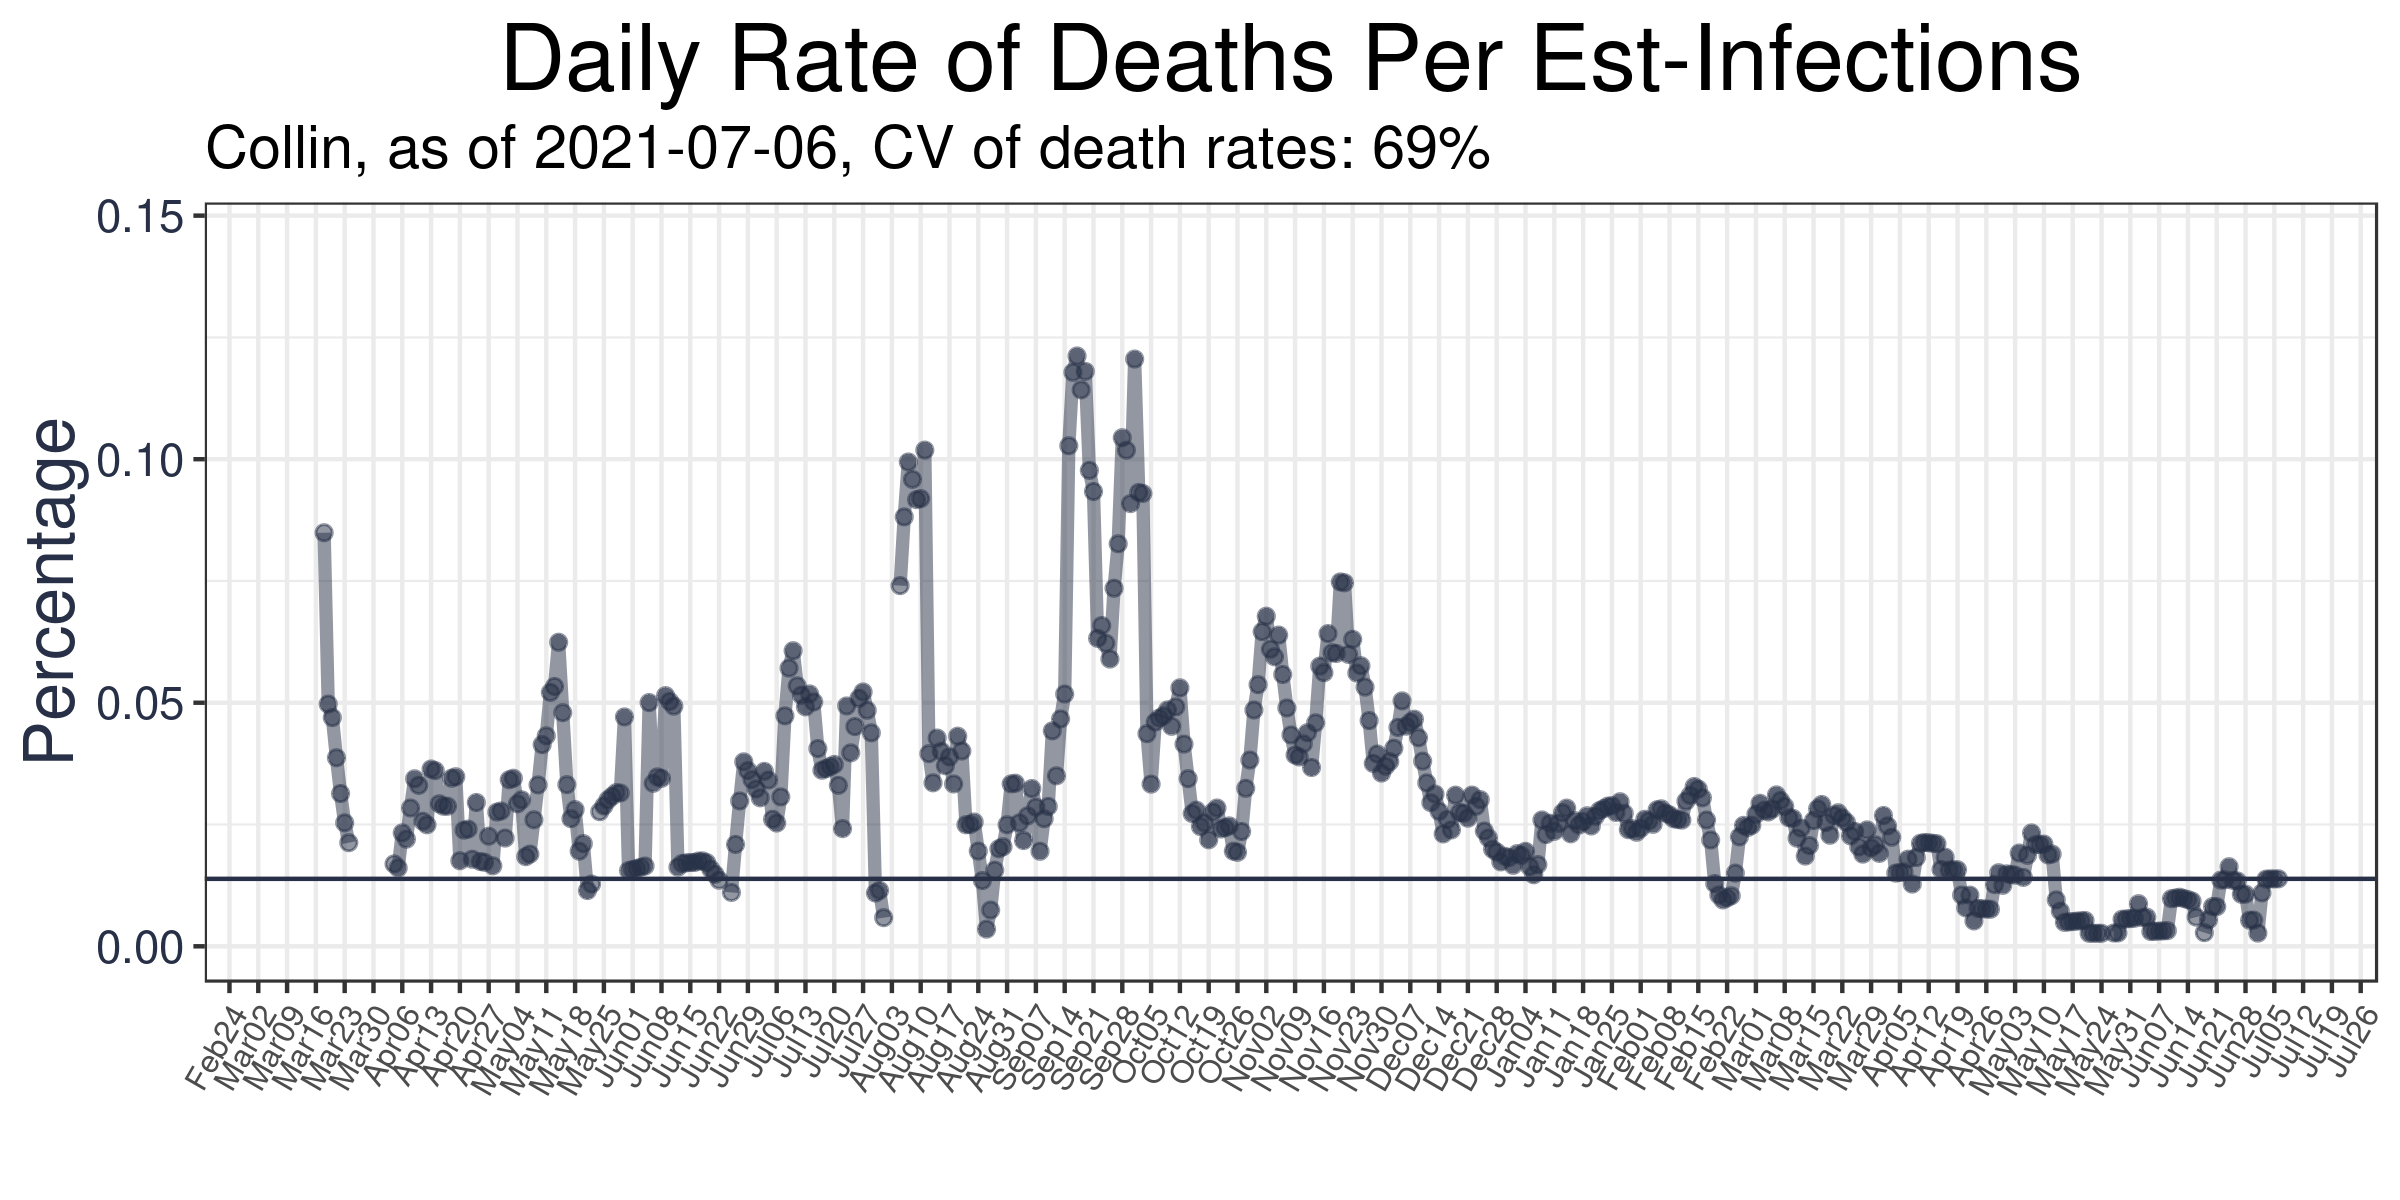 Daily Rate of Deaths Per Est-Infections
Collin, as of 2021-07-06, CV of death rates: 69%
Percentage
0.15
0.10
0.05
0.00
Feb24
Mar02
Mar09
Mar16
Mar23
Mar30
Apr06
Apr13
Apr20
Apr27
May04
May11
May18
May25
Jun01
Jun08
Jun15
Jun22
Jun29
Jul06
Jul13
Jul20
Jul27
Aug03
Aug10
Aug17
Aug24
Aug31
Sep07
Sep14
Sep21
Sep28
Oct05
Oct12
Oct19
Oct26
Nov02
Nov09
Nov16
Nov23
Nov30
Dec07
Dec14
Dec21
Dec28
Jan04
Jan11
Jan18
Jan25
Feb01
Feb08
Feb15
Feb22
Mar01
Mar08
Mar15
Mar22
Mar29
Apr05
Apr12
Apr19
Apr26
May03
May10
May17
May24
May31
Jun07
Jun14
Jun21
Jun28
Jul05
Jul12
Jul19
Jul26